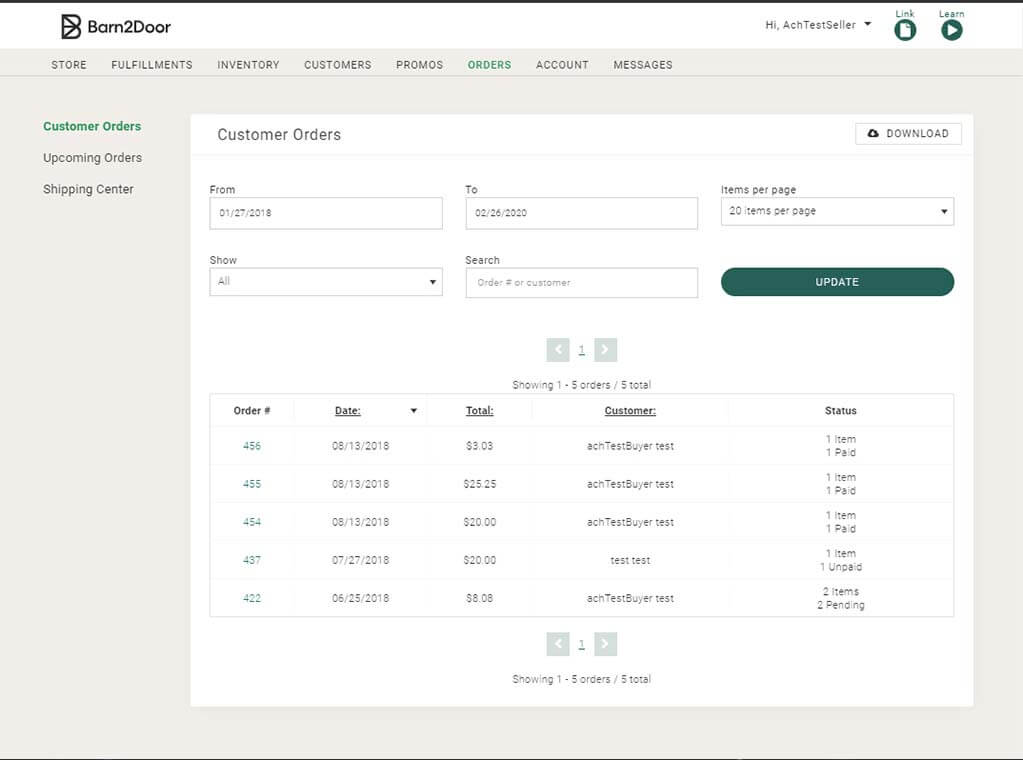 Barn2Door
Hi, AchTestSeller
Link
Learn
STORE FULFILLMENTS INVENTORY CUSTOMERS PROMOS ORDERS ACCOUNT MESSAGES
Customer Orders
Upcoming Orders
Shipping Center
Customer Orders
DOWNLOAD
From To Items per page
01/27/2018 02/26/2020 20 items per page
Show Search
All Order # or customer UPDATE
1
Showing 1 - 5 orders / 5 total
Order # Date: Total: Customer: Status
456 08/13/2018 $3.03 achTestBuyer test 1 Item
1 Paid
455 08/13/2018 $25.25 achTestBuyer test 1 Item
1 Paid
454 08/13/2018 $20.00 achTestBuyer test 1 Item
1 Paid
437 07/27/2018 $20.00 test test 1 Item
1 Unpaid
422 06/25/2018 $8.08 achTestBuyer test 2 Items
2 Pending
1
Showing 1 - 5 orders / 5 total